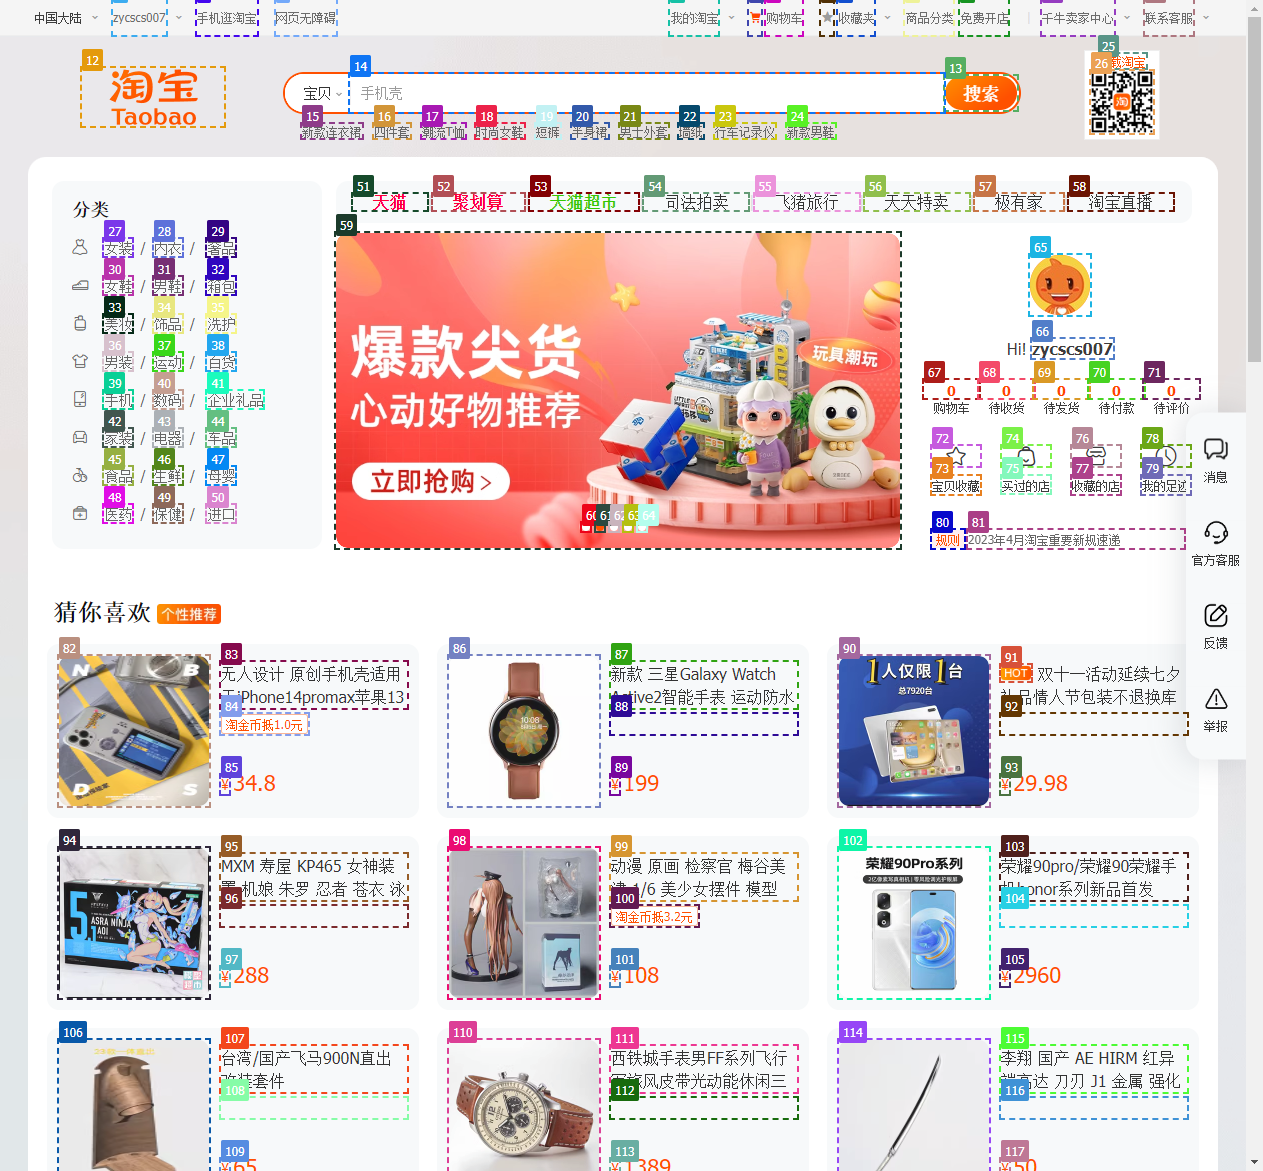 中国大陆 zycscs007 手机逛淘宝 网页无障碍 我的淘宝 购物车 收藏夹 商品分类 免费开店 千牛卖家中心 联系客服
12
淘宝
Taobao
宝贝
14
手机壳
13
搜索
25
26
淘
15 16 17 18 19 20 21 22 23 24
新款连衣裙 四件套 潮流T恤 时尚女鞋 短裤 半身裙 男士外套 墙纸 行车记录仪 新款男鞋
分类
27 28 29
女装 / 内衣 / 奢品
30 31 32
女鞋 / 男鞋 / 箱包
33 34 35
美妆 / 饰品 / 洗护
36 37 38
男装 / 运动 / 百货
39 40 41
手机 / 数码 / 企业礼品
42 43 44
家装 / 电器 / 车品
45 46 47
食品 / 生鲜 / 母婴
48 49 50
医药 / 保健 / 进口
51 52 53 54 55 56 57 58
天猫 聚划算 天猫超市 司法拍卖 飞猪旅行 天天特卖 极有家 淘宝直播
59
爆款尖货
心动好物推荐
立即抢购
玩具潮玩
61 62 63 64
65
66
Hi! zycscs007
67 68 69 70 71
0 0 0 0 0
购物车 待收货 待发货 待付款 待评价
72 74 76 78
73 75 77 79
宝贝收藏 买过的店 收藏的店 我的足迹
80 81
规则 2023年4月淘宝重要新规速递
消息
官方客服
反馈
举报
猜你喜欢 个性推荐
82
N B
D S
83
无人设计 原创手机壳适用
于iPhone14promax苹果13
84
淘金币抵1.0元
85
¥34.8
86
10:08
87
新款 三星Galaxy Watch
Active2智能手表 运动防水
88
89
¥199
90
1人仅限1台
总7920台
91
HOT 双十一活动延续七夕
礼品情人节包装不退换库
92
93
¥29.98
94
5.1
ASRA NINJA
AOI
95
MXM 寿屋 KP465 女神装
置 机娘 朱罗 忍者 苍衣 泳
96
97
¥288
98
99
动漫 原画 检察官 梅谷美
津 1/6 美少女摆件 模型
100
淘金币抵3.2元
101
¥108
102
荣耀90Pro系列
103
荣耀90pro/荣耀90荣耀手
机honor系列新品首发
104
105
¥2960
106
107
台湾/国产飞马900N直出
改装套件
108
109
¥65
110
111
西铁城手表男FF系列飞行
军旅风皮带光动能休闲三
112
113
¥1389
114
115
李翔 国产 AE HIRM 红异
端高达 刀刃 J1 金属 强化
116
117
¥50